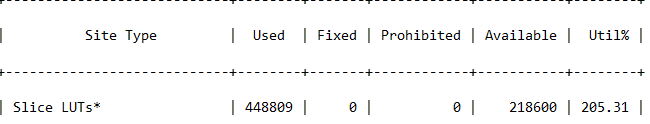 +----------------------------+--------+-------+------------+-----------+--------+
|          Site Type         |  Used  | Fixed | Prohibited | Available |  Util% |
+----------------------------+--------+-------+------------+-----------+--------+
| Slice LUTs*                | 448809 |     0 |          0 |    218600 | 205.31 |